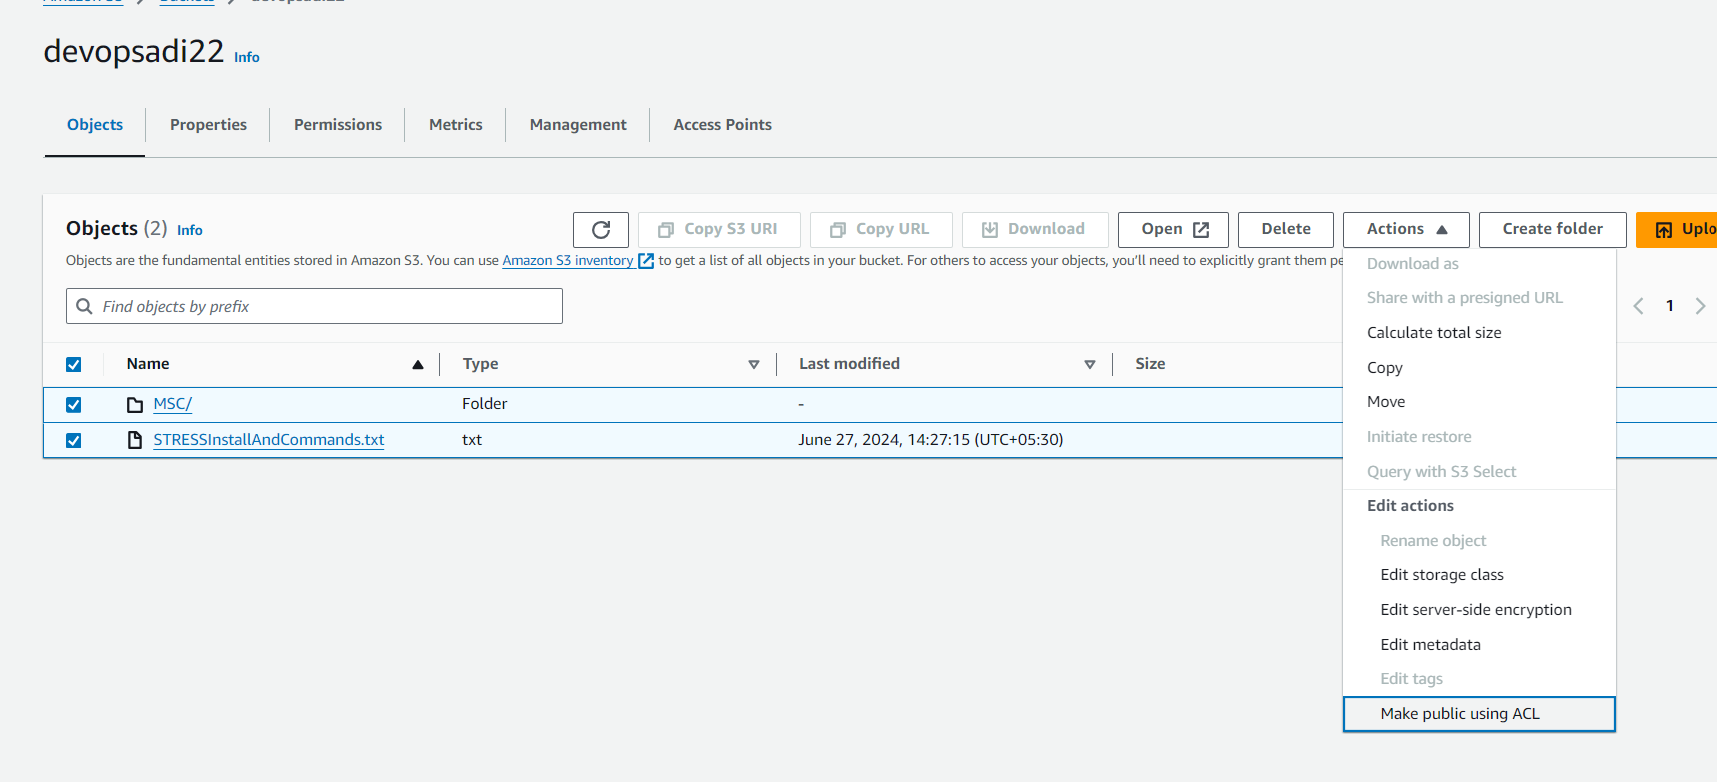 Amazon S3 > Buckets > devopsadi22
devopsadi22 Info
Objects Properties Permissions Metrics Management Access Points
Objects (2) Info
Copy S3 URI Copy URL Download Open Delete Actions Create folder Uplo
Objects are the fundamental entities stored in Amazon S3. You can use Amazon S3 inventory to get a list of all objects in your bucket. For others to access your objects, you'll need to explicitly grant them pe
Find objects by prefix
1
Name Type Last modified Size
MSC/ Folder -
STRESSInstallAndCommands.txt txt June 27, 2024, 14:27:15 (UTC+05:30)
Download as
Share with a presigned URL
Calculate total size
Copy
Move
Initiate restore
Query with S3 Select
Edit actions
Rename object
Edit storage class
Edit server-side encryption
Edit metadata
Edit tags
Make public using ACL